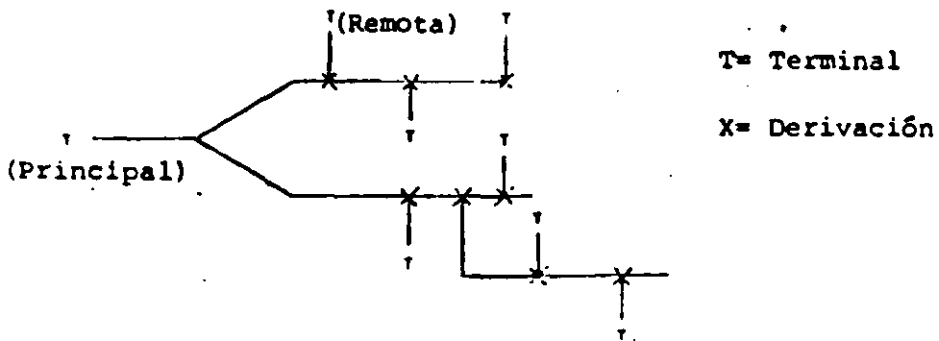 T (Remota) T
T= Terminal
X= Derivación
T
T
(Principal)
T
T
T
T